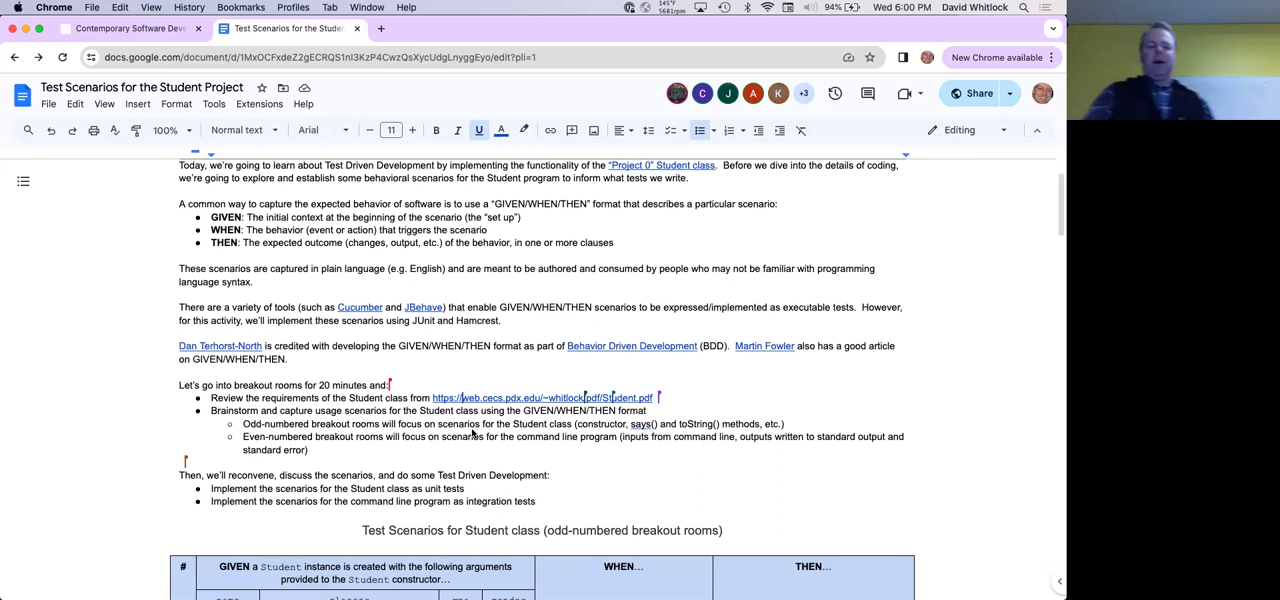 Chrome File Edit View History Bookmarks Profiles Tab Window Help 145°F 5681rpm 94% Wed 6:00 PM David Whitlock
Contemporary Software Deve Test Scenarios for the Student
docs.google.com/document/d/1MxOCFxdeZ2gECRQS1nI3KzP4CwzQsXycUdgLnyggEyo/edit?pli=1 New Chrome available
Test Scenarios for the Student Project
File Edit View Insert Format Tools Extensions Help C J A K +3 Share
100% Normal text Arial 11 B I U A Editing
Today, we're going to learn about Test Driven Development by implementing the functionality of the "Project 0" Student class. Before we dive into the details of coding,
we're going to explore and establish some behavioral scenarios for the Student program to inform what tests we write.
A common way to capture the expected behavior of software is to use a "GIVEN/WHEN/THEN" format that describes a particular scenario:
● GIVEN: The initial context at the beginning of the scenario (the "set up")
● WHEN: The behavior (event or action) that triggers the scenario
● THEN: The expected outcome (changes, output, etc.) of the behavior, in one or more clauses
These scenarios are captured in plain language (e.g. English) and are meant to be authored and consumed by people who may not be familiar with programming
language syntax.
There are a variety of tools (such as Cucumber and JBehave) that enable GIVEN/WHEN/THEN scenarios to be expressed/implemented as executable tests. However,
for this activity, we'll implement these scenarios using JUnit and Hamcrest.
Dan Terhorst-North is credited with developing the GIVEN/WHEN/THEN format as part of Behavior Driven Development (BDD). Martin Fowler also has a good article
on GIVEN/WHEN/THEN.
Let's go into breakout rooms for 20 minutes and:
● Review the requirements of the Student class from https://web.cecs.pdx.edu/~whitlock/pdf/Student.pdf
● Brainstorm and capture usage scenarios for the Student class using the GIVEN/WHEN/THEN format
○ Odd-numbered breakout rooms will focus on scenarios for the Student class (constructor, says() and toString() methods, etc.)
○ Even-numbered breakout rooms will focus on scenarios for the command line program (inputs from command line, outputs written to standard output and
standard error)
Then, we'll reconvene, discuss the scenarios, and do some Test Driven Development:
● Implement the scenarios for the Student class as unit tests
● Implement the scenarios for the command line program as integration tests
Test Scenarios for Student class (odd-numbered breakout rooms)
# GIVEN a Student instance is created with the following arguments WHEN... THEN...
provided to the Student constructor...
name classes gpa gender